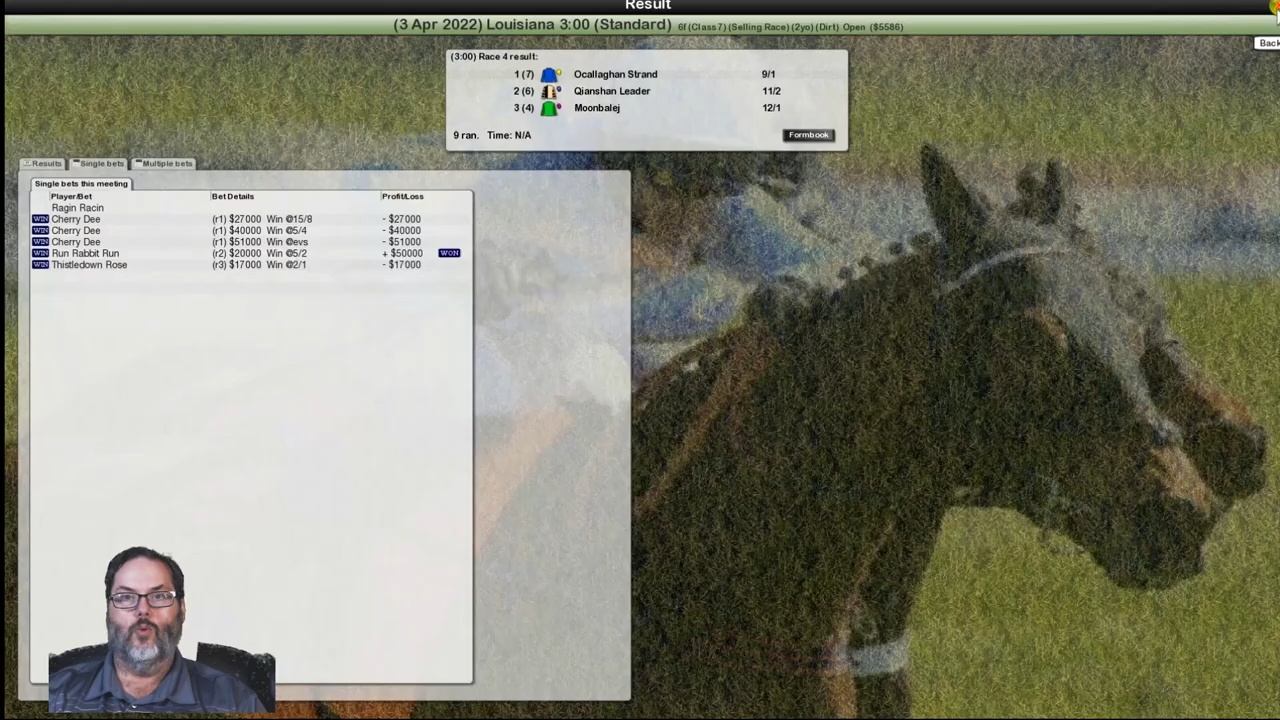 Result
(3 Apr 2022) Louisiana 3:00 (Standard) 6f (Class 7) (Selling Race) (2yo) (Dirt) Open ($5586)
Back
(3:00) Race 4 result:
1 (7) Ocallaghan Strand 9/1
2 (6) Qianshan Leader 11/2
3 (4) Moonbalej 12/1
9 ran. Time: N/A Formbook
Results Single bets Multiple bets
Single bets this meeting
Player/Bet Bet Details Profit/Loss
Ragin Racin
WIN Cherry Dee (r1) $27000 Win @15/8 - $27000
WIN Cherry Dee (r1) $40000 Win @5/4 - $40000
WIN Cherry Dee (r1) $51000 Win @evs - $51000
WIN Run Rabbit Run (r2) $20000 Win @5/2 + $50000 WON
WIN Thistledown Rose (r3) $17000 Win @2/1 - $17000